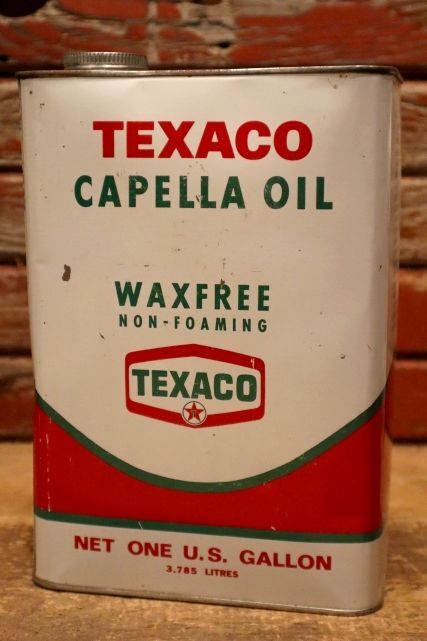 TEXACO
CAPELLA OIL
WAXFREE
NON-FOAMING
TEXACO
T
NET ONE U.S. GALLON
3.785 LITRES